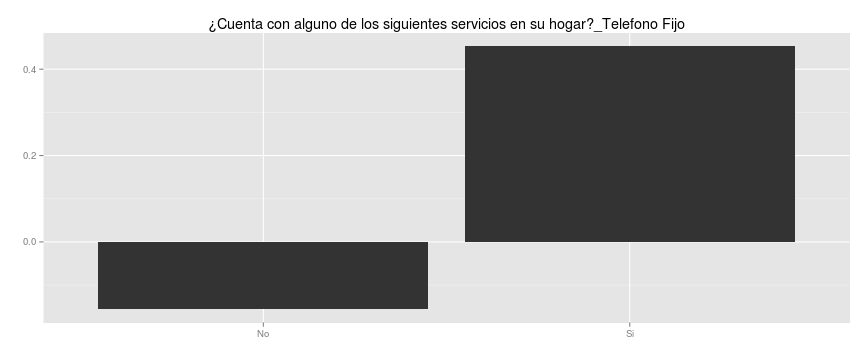 ¿Cuenta con alguno de los siguientes servicios en su hogar?_Telefono Fijo
0.4
0.2
0.0
No
Si